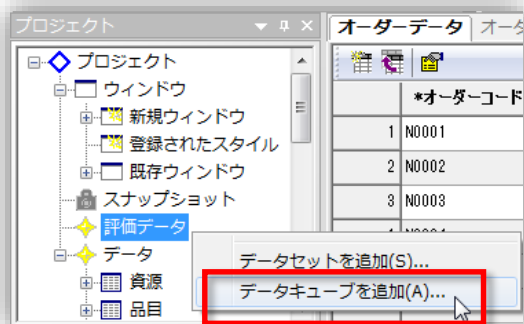 プロジェクト
プロジェクト
ウィンドウ
新規ウィンドウ
登録されたスタイル
既存ウィンドウ
スナップショット
評価データ
データ
資源
品目
データセットを追加(S)...
データキューブを追加(A)...
オーダーデータ オーダ
*オーダーコード
1 N0001
2 N0002
3 N0003